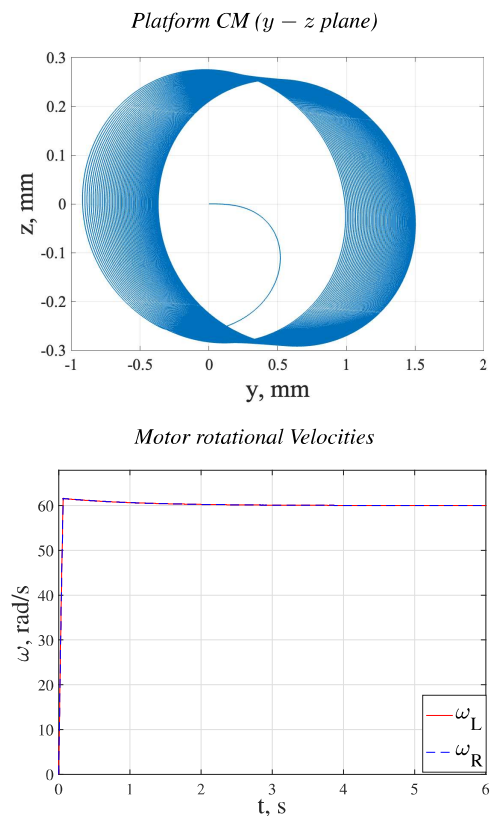 Platform CM (y − z plane)
0.3
0.2
0.1
0
-0.1
-0.2
-0.3
z, mm
-1 -0.5 0 0.5 1 1.5 2
y, mm
Motor rotational Velocities
60
50
40
30
20
10
0
ω, rad/s
ω_L
ω_R
0 1 2 3 4 5 6
t, s